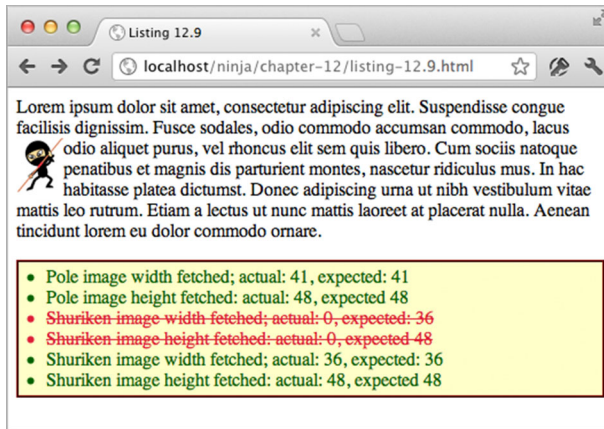 Listing 12.9
localhost/ninja/chapter-12/listing-12.9.html
Lorem ipsum dolor sit amet, consectetur adipiscing elit. Suspendisse congue
facilisis dignissim. Fusce sodales, odio commodo accumsan commodo, lacus
odio aliquet purus, vel rhoncus elit sem quis libero. Cum sociis natoque
penatibus et magnis dis parturient montes, nascetur ridiculus mus. In hac
habitasse platea dictumst. Donec adipiscing urna ut nibh vestibulum vitae
mattis leo rutrum. Etiam a lectus ut nunc mattis laoreet at placerat nulla. Aenean
tincidunt lorem eu dolor commodo ornare.
Pole image width fetched; actual: 41, expected: 41
Pole image height fetched: actual: 48, expected 48
Shuriken image width fetched; actual: 0, expected: 36
Shuriken image height fetched: actual: 0, expected 48
Shuriken image width fetched; actual: 36, expected: 36
Shuriken image height fetched: actual: 48, expected 48